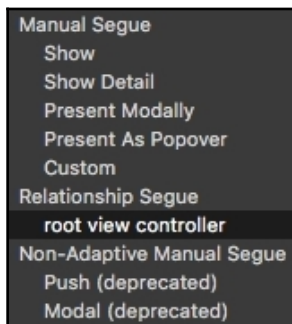 Manual Segue
Show
Show Detail
Present Modally
Present As Popover
Custom
Relationship Segue
root view controller
Non-Adaptive Manual Segue
Push (deprecated)
Modal (deprecated)